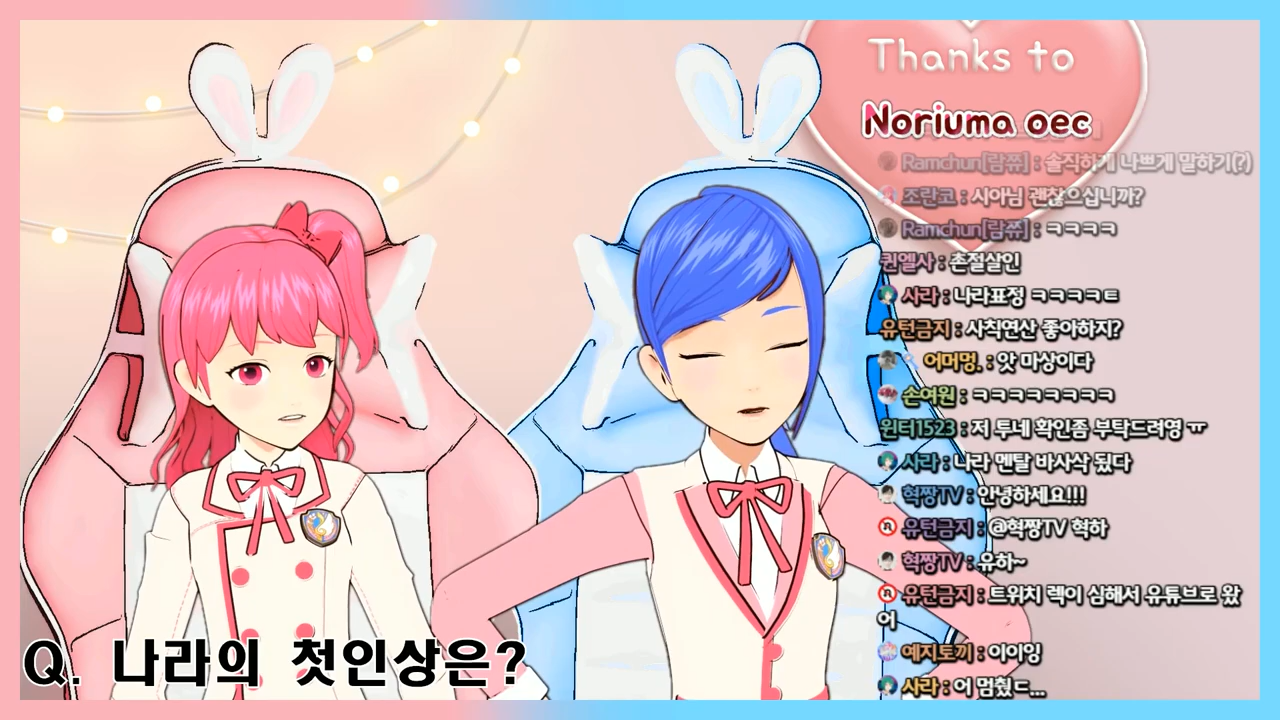 Thanks to
Noriuma oec
Ramchun[람쮸] : 솔직하게 나쁘게 말하기(?)
조란코 : 시아님 괜찮으십니까?
Ramchun[람쮸] : ㅋㅋㅋㅋ
퀸엘사 : 촌절살인
사라 : 나라표정 ㅋㅋㅋㅋㅌ
유턴금지 : 사칙연산 좋아하지?
어머멍. : 앗 마상이다
손여원 : ㅋㅋㅋㅋㅋㅋㅋㅋ
윈터1523 : 저 투네 확인좀 부탁드려영 ㅠ
사라 : 나라 멘탈 바사삭 됬다
혁짱TV : 안녕하세요!!!
유턴금지 : @혁짱TV 혁하
혁짱TV : 유하~
유턴금지 : 트위치 렉이 심해서 유튜브로 왔
어
예지토끼 : 이이잉
사라 : 어 멈췄ㄷ...
Q. 나라의 첫인상은?